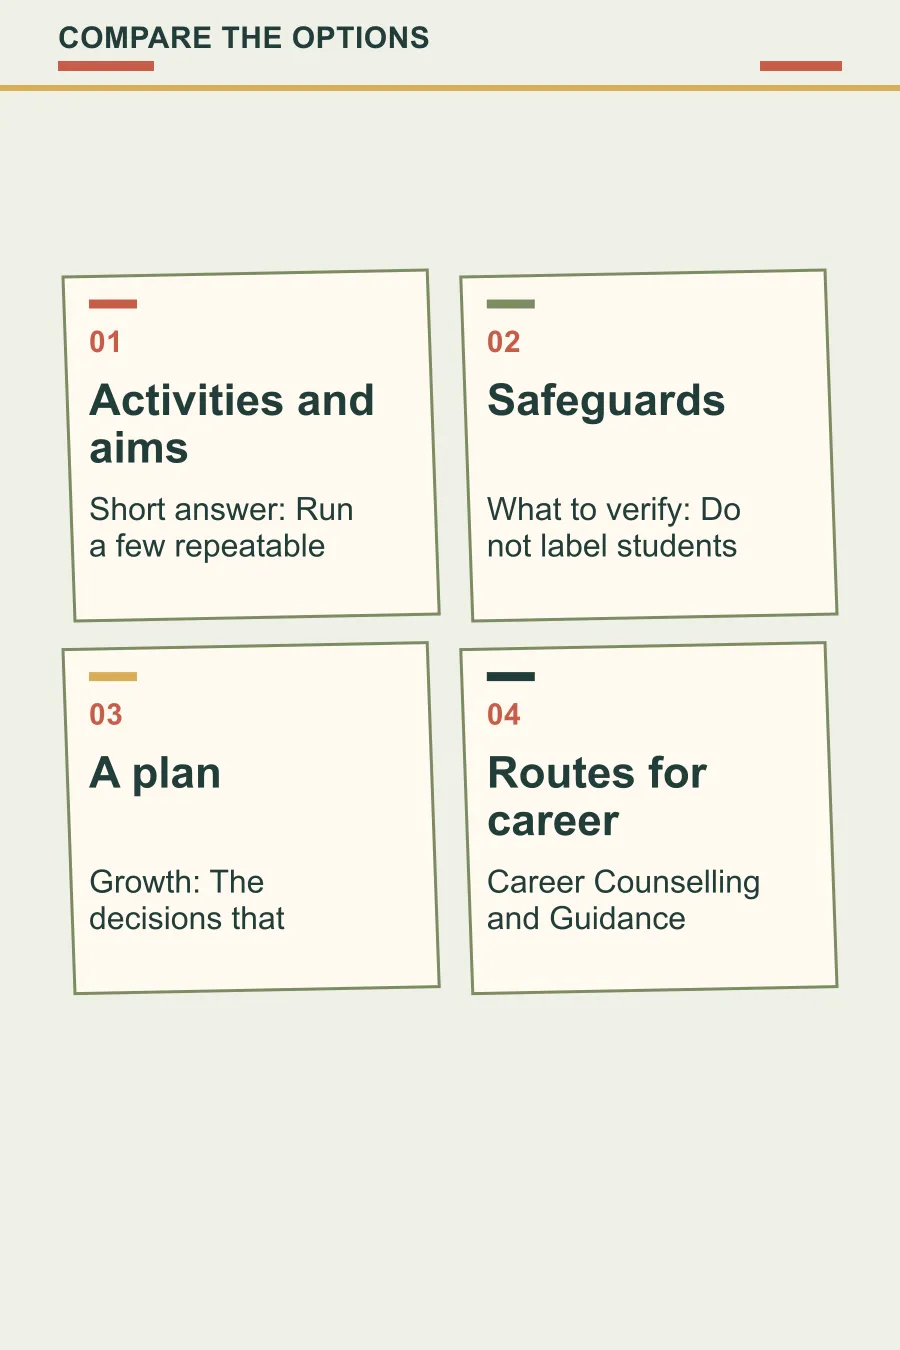 COMPARE THE OPTIONS
01
Activities and
aims
Short answer: Run
a few repeatable
02
Safeguards
What to verify: Do
not label students
03
A plan
Growth: The
decisions that
04
Routes for
career
Career Counselling
and Guidance